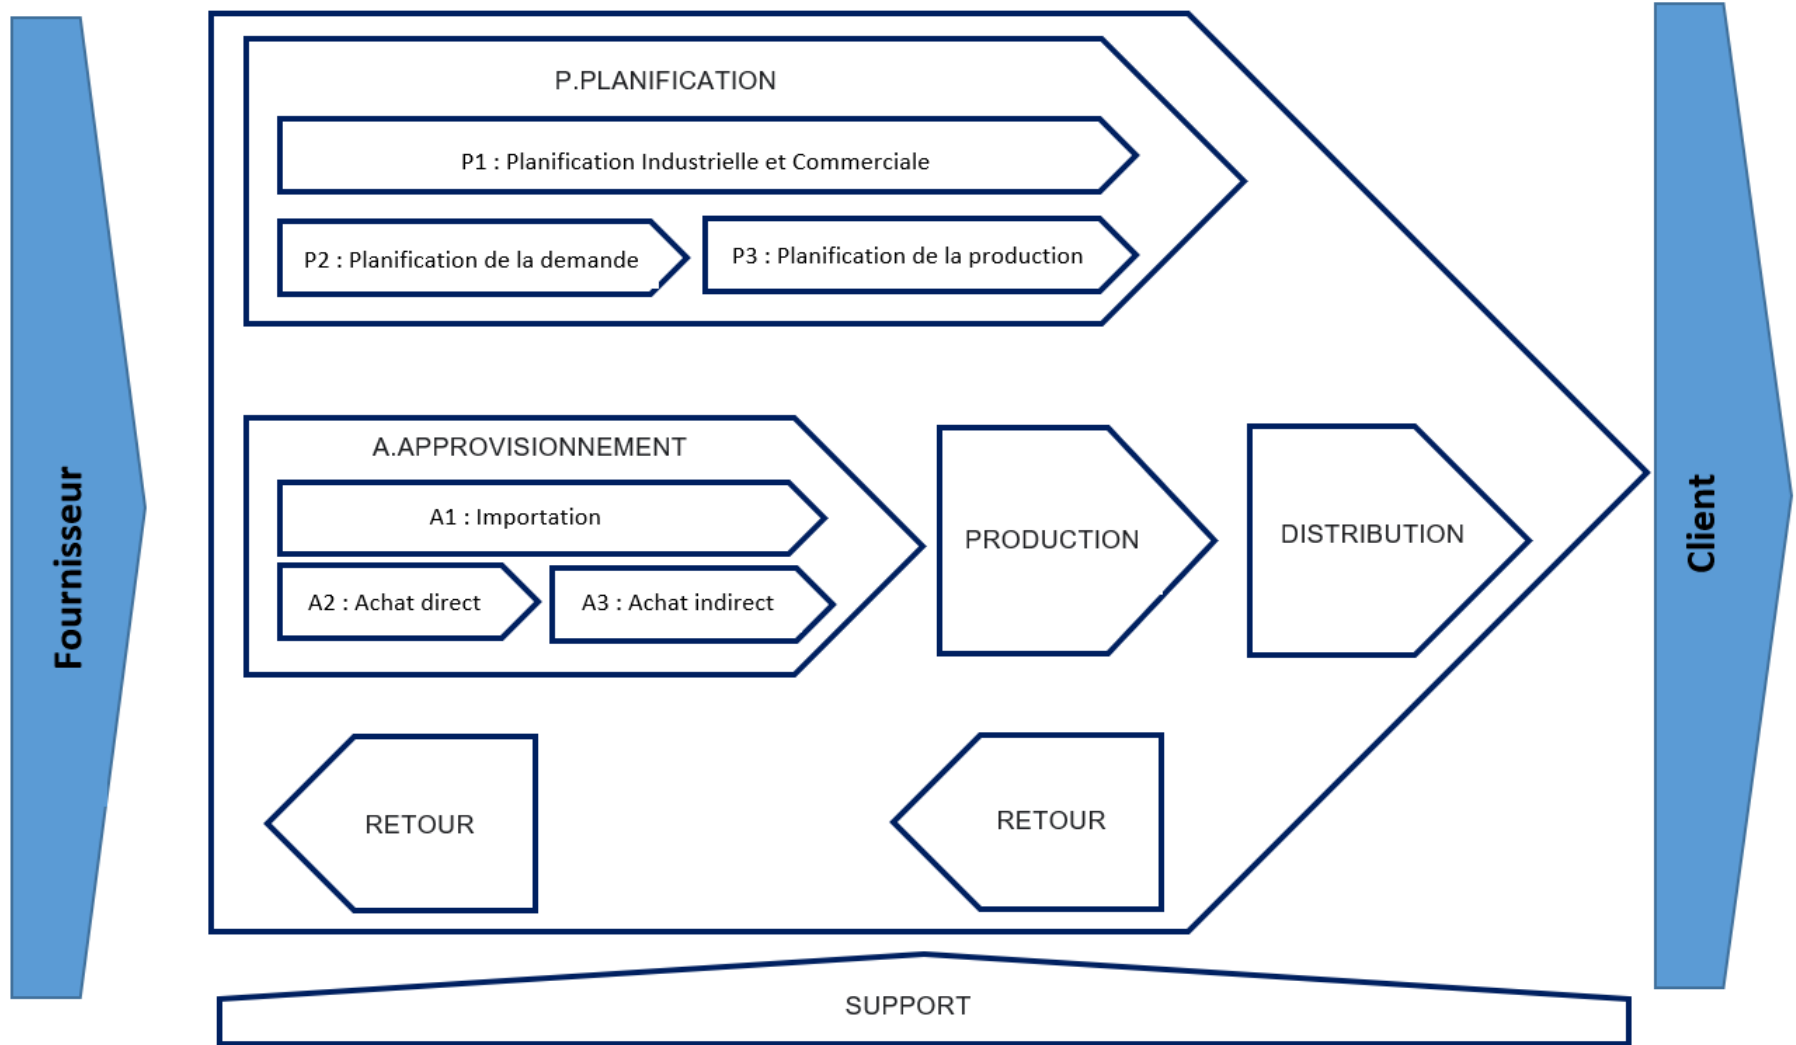 P.PLANIFICATION
P1 : Planification Industrielle et Commerciale
P2 : Planification de la demande
P3 : Planification de la production
Fournisseur
A.APPROVISIONNEMENT
A1 : Importation
A2 : Achat direct
A3 : Achat indirect
PRODUCTION
DISTRIBUTION
Client
RETOUR
RETOUR
SUPPORT